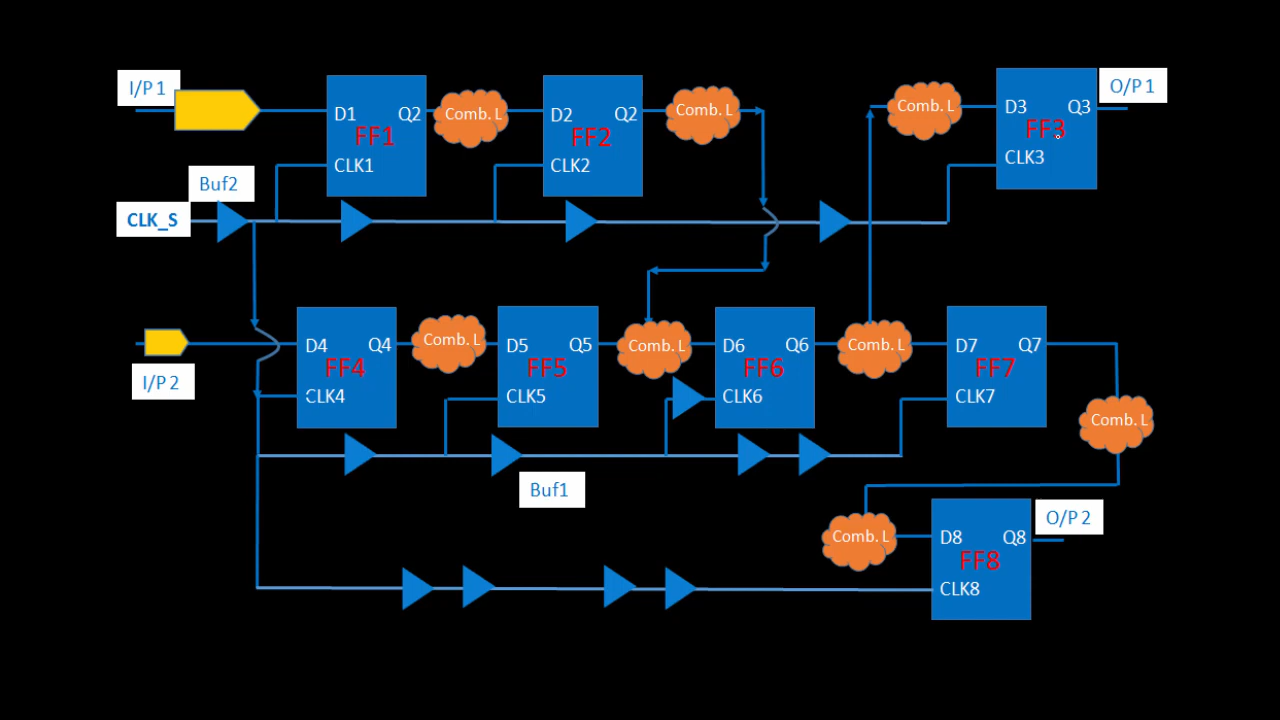 I/P 1
D1 Q2
FF1
CLK1
Comb. L
D2 Q2
FF2
CLK2
Comb. L
Comb. L
D3 Q3
FF3
CLK3
O/P 1
Buf2
CLK_S
I/P 2
D4 Q4
FF4
CLK4
Comb. L
D5 Q5
FF5
CLK5
Comb. L
D6 Q6
FF6
CLK6
Comb. L
D7 Q7
FF7
CLK7
Comb. L
Buf1
Comb. L
D8 Q8
FF8
CLK8
O/P 2